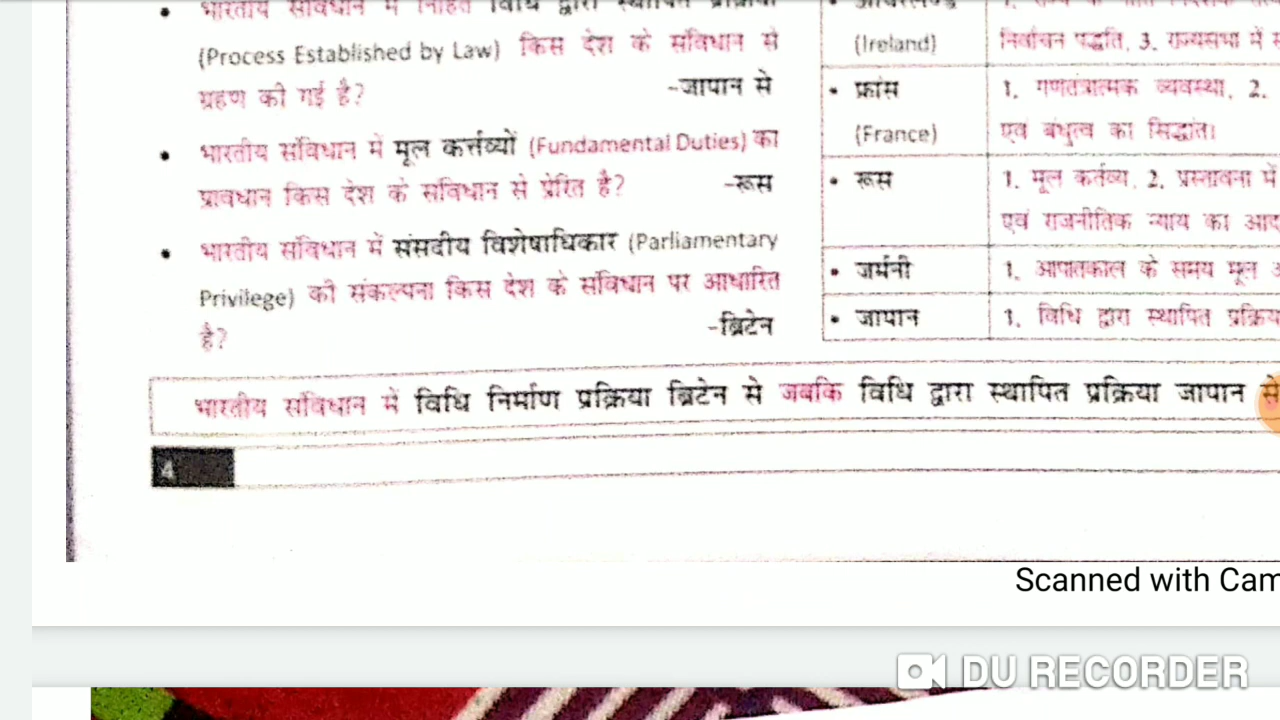 भारतीय संविधान में निहित विधि द्वारा स्थापित प्रक्रिया
(Process Established by Law) किस देश के संविधान से
ग्रहण की गई है? -जापान से
• भारतीय संविधान में मूल कर्त्तव्यों (Fundamental Duties) का
प्रावधान किस देश के संविधान से प्रेरित है? -रूस
• भारतीय संविधान में संसदीय विशेषाधिकार (Parliamentary
Privilege) की संकल्पना किस देश के संविधान पर आधारित
है? -ब्रिटेन
(Ireland) निर्वाचन पद्धति, 3. राज्यसभा में
• फ्रांस 1. गणतंत्रात्मक व्यवस्था, 2.
(France) एवं बंधुत्व का सिद्धांत।
• रूस 1. मूल कर्तव्य, 2. प्रस्तावना में
एवं राजनीतिक न्याय का
• जर्मनी 1. आपातकाल के समय मूल
• जापान 1. विधि द्वारा स्थापित
भारतीय संविधान में विधि निर्माण प्रक्रिया ब्रिटेन से जबकि विधि द्वारा स्थापित प्रक्रिया जापान से
4
Scanned with Cam
DU RECORDER